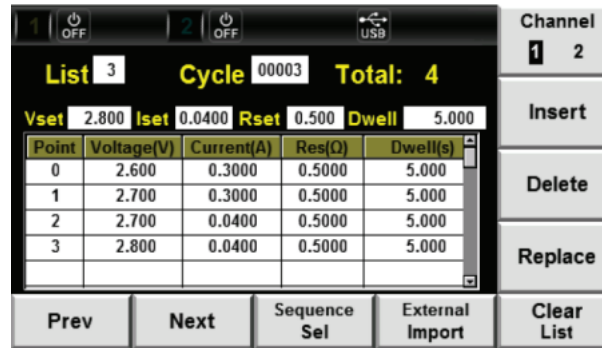 1 OFF 2 OFF USB
Channel
1 2
List 3 Cycle 00003 Total: 4
Vset 2.800 Iset 0.0400 Rset 0.500 Dwell 5.000
Insert
Point Voltage(V) Current(A) Res(Ω) Dwell(s)
0 2.600 0.3000 0.5000 5.000
1 2.700 0.3000 0.5000 5.000
2 2.700 0.0400 0.5000 5.000
3 2.800 0.0400 0.5000 5.000
Delete
Replace
Prev
Next
Sequence
Sel
External
Import
Clear
List